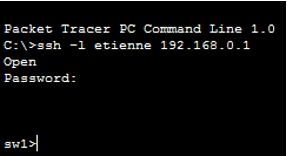 Packet Tracer PC Command Line 1.0
C:\>ssh -l etienne 192.168.0.1
Open
Password:
sw1>